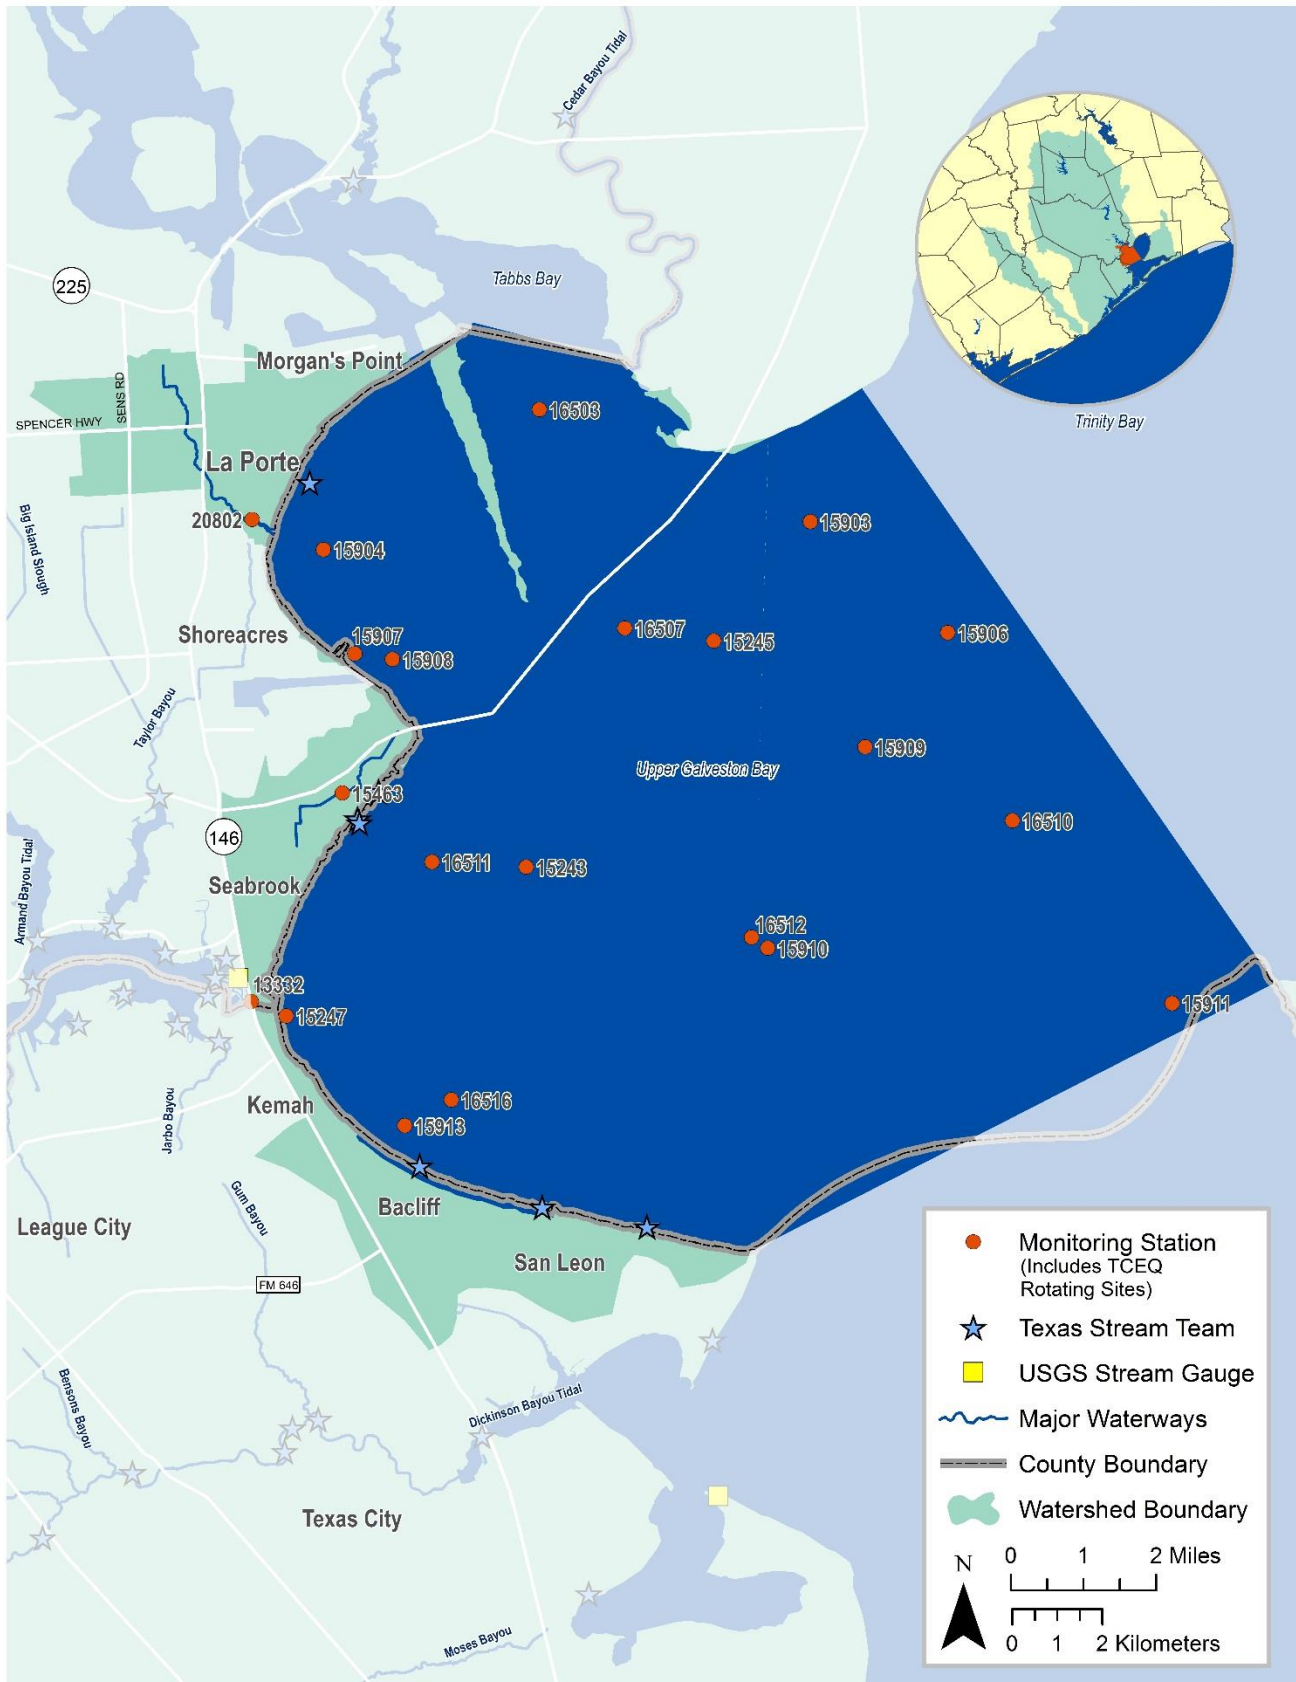 Cedar Bayou Tidal
225
Tabbs Bay
Trinity Bay
Morgan's Point
SENS RD
SPENCER HWY
16503
La Porte
20802
15903
15904
Big Island Slough
Shoreacres
15907
15908
16507
15245
15906
Taylor Bayou
15909
Upper Galveston Bay
15463
16510
146
Armand Bayou Tidal
16511
15243
Seabrook
16512
15910
13332
15247
15911
Kemah
16516
15913
Jarbo Bayou
Gum Bayou
Bacliff
League City
San Leon
FM 646
Bensons Bayou
Dickinson Bayou Tidal
Texas City
Moses Bayou
Monitoring Station
(Includes TCEQ
Rotating Sites)
Texas Stream Team
USGS Stream Gauge
Major Waterways
County Boundary
Watershed Boundary
N
0 1 2 Miles
0 1 2 Kilometers